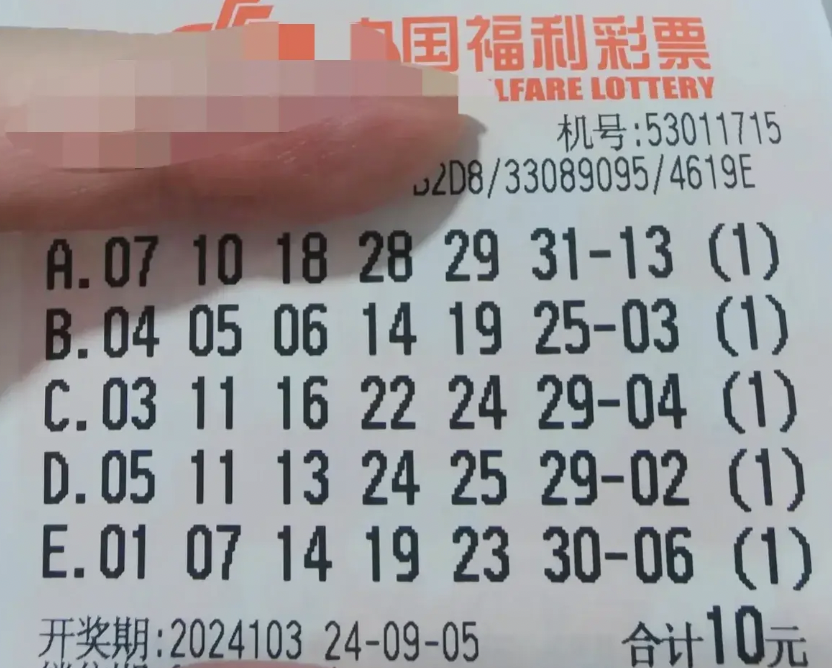 国福利彩票
LFARE LOTTERY
机号:53011715
2D8/33089095/4619E
A.07 10 18 28 29 31-13 (1)
B.04 05 06 14 19 25-03 (1)
C.03 11 16 22 24 29-04 (1)
D.05 11 13 24 25 29-02 (1)
E.01 07 14 19 23 30-06 (1)
开奖期:2024103 24-09-05 合计10元